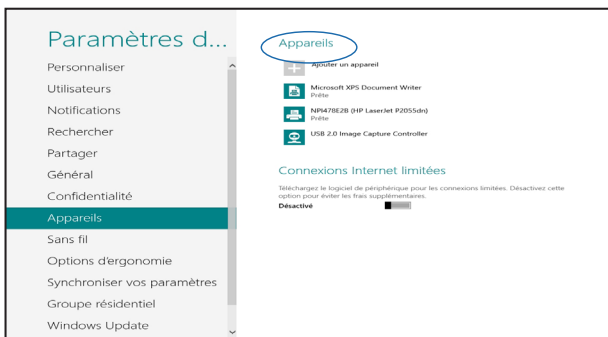 Paramètres d...
Personnaliser
Utilisateurs
Notifications
Rechercher
Partager
Général
Confidentialité
Appareils
Sans fil
Options d'ergonomie
Synchroniser vos paramètres
Groupe résidentiel
Windows Update
Appareils
Ajouter un appareil
Microsoft XPS Document Writer
Prête
NPI478E2B (HP LaserJet P2055dn)
Prête
USB 2.0 Image Capture Controller
Connexions Internet limitées
Téléchargez le logiciel de périphérique pour les connexions limitées. Désactivez cette
option pour éviter les frais supplémentaires.
Désactivé